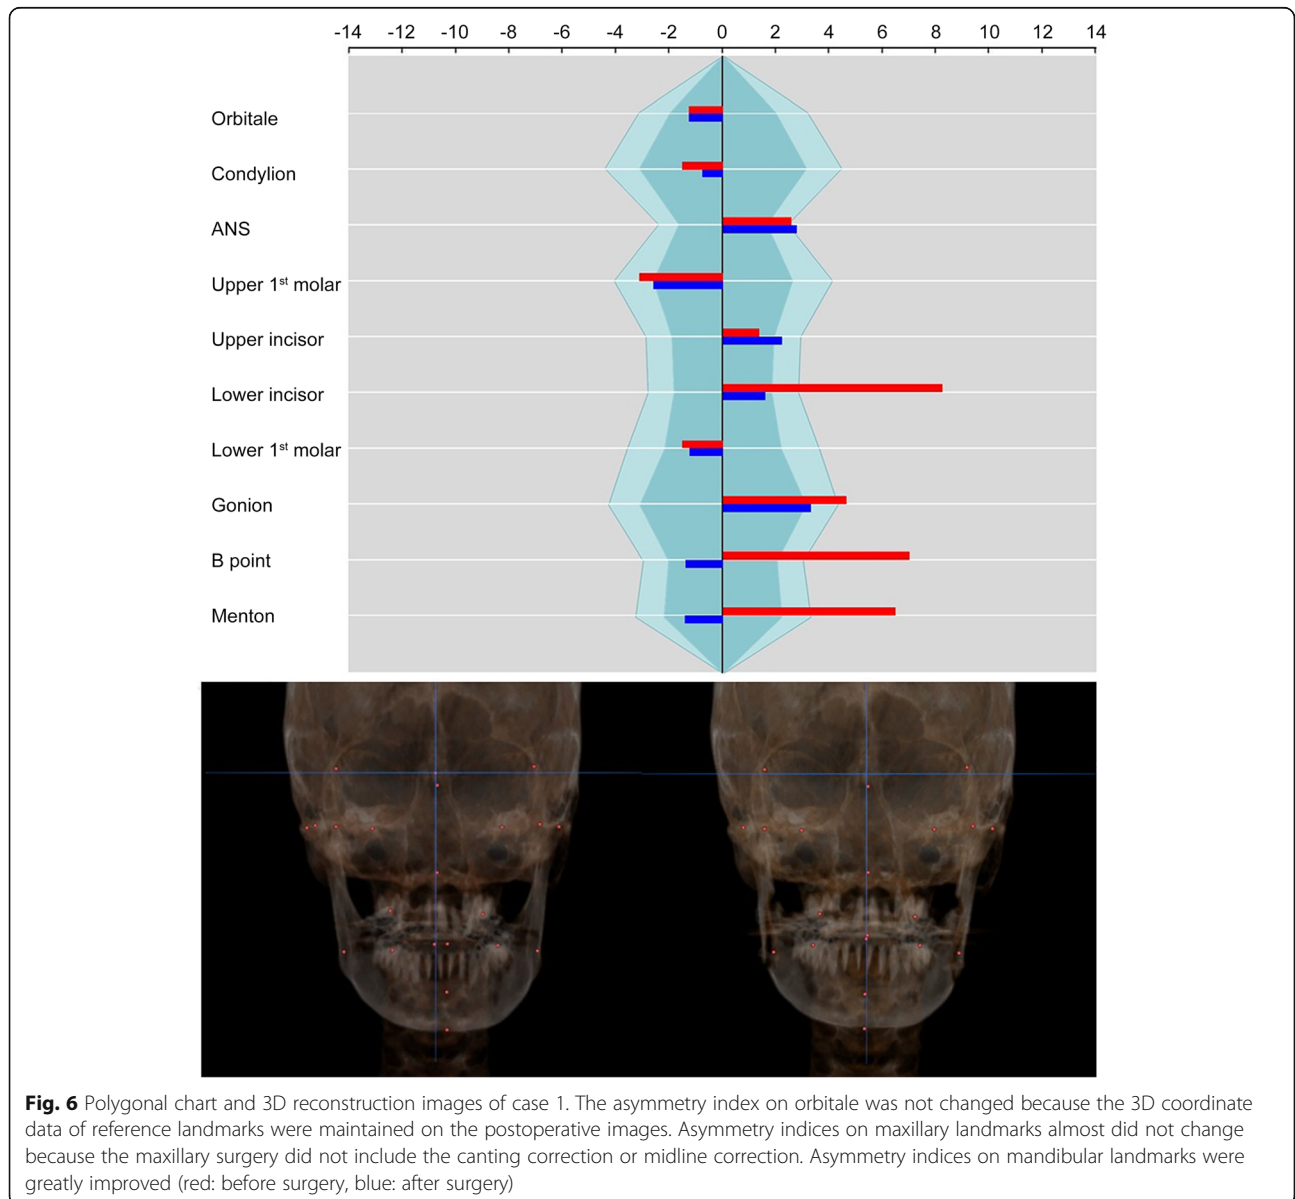 -14 -12 -10 -8 -6 -4 -2 0 2 4 6 8 10 12 14
Orbitale
Condylion
ANS
Upper 1st molar
Upper incisor
Lower incisor
Lower 1st molar
Gonion
B point
Menton
Fig. 6 Polygonal chart and 3D reconstruction images of case 1. The asymmetry index on orbitale was not changed because the 3D coordinate
data of reference landmarks were maintained on the postoperative images. Asymmetry indices on maxillary landmarks almost did not change
because the maxillary surgery did not include the canting correction or midline correction. Asymmetry indices on mandibular landmarks were
greatly improved (red: before surgery, blue: after surgery)